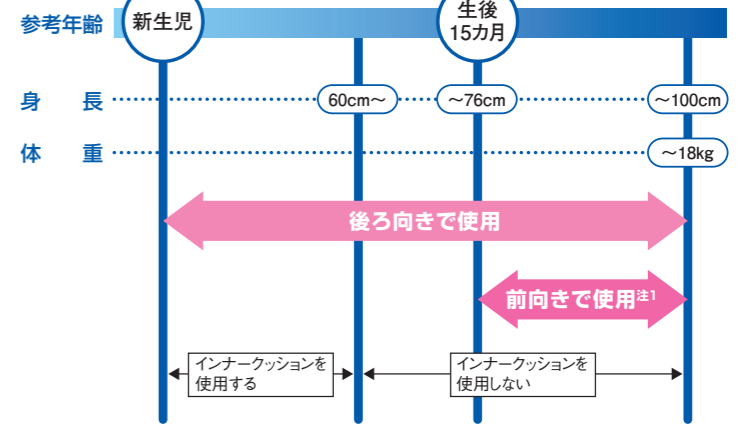 参考年齢
新生児
生後
15カ月
身 長
60cm～
～76cm
～100cm
体 重
～18kg
後ろ向きで使用
前向きで使用注1
インナークッションを
使用する
インナークッションを
使用しない